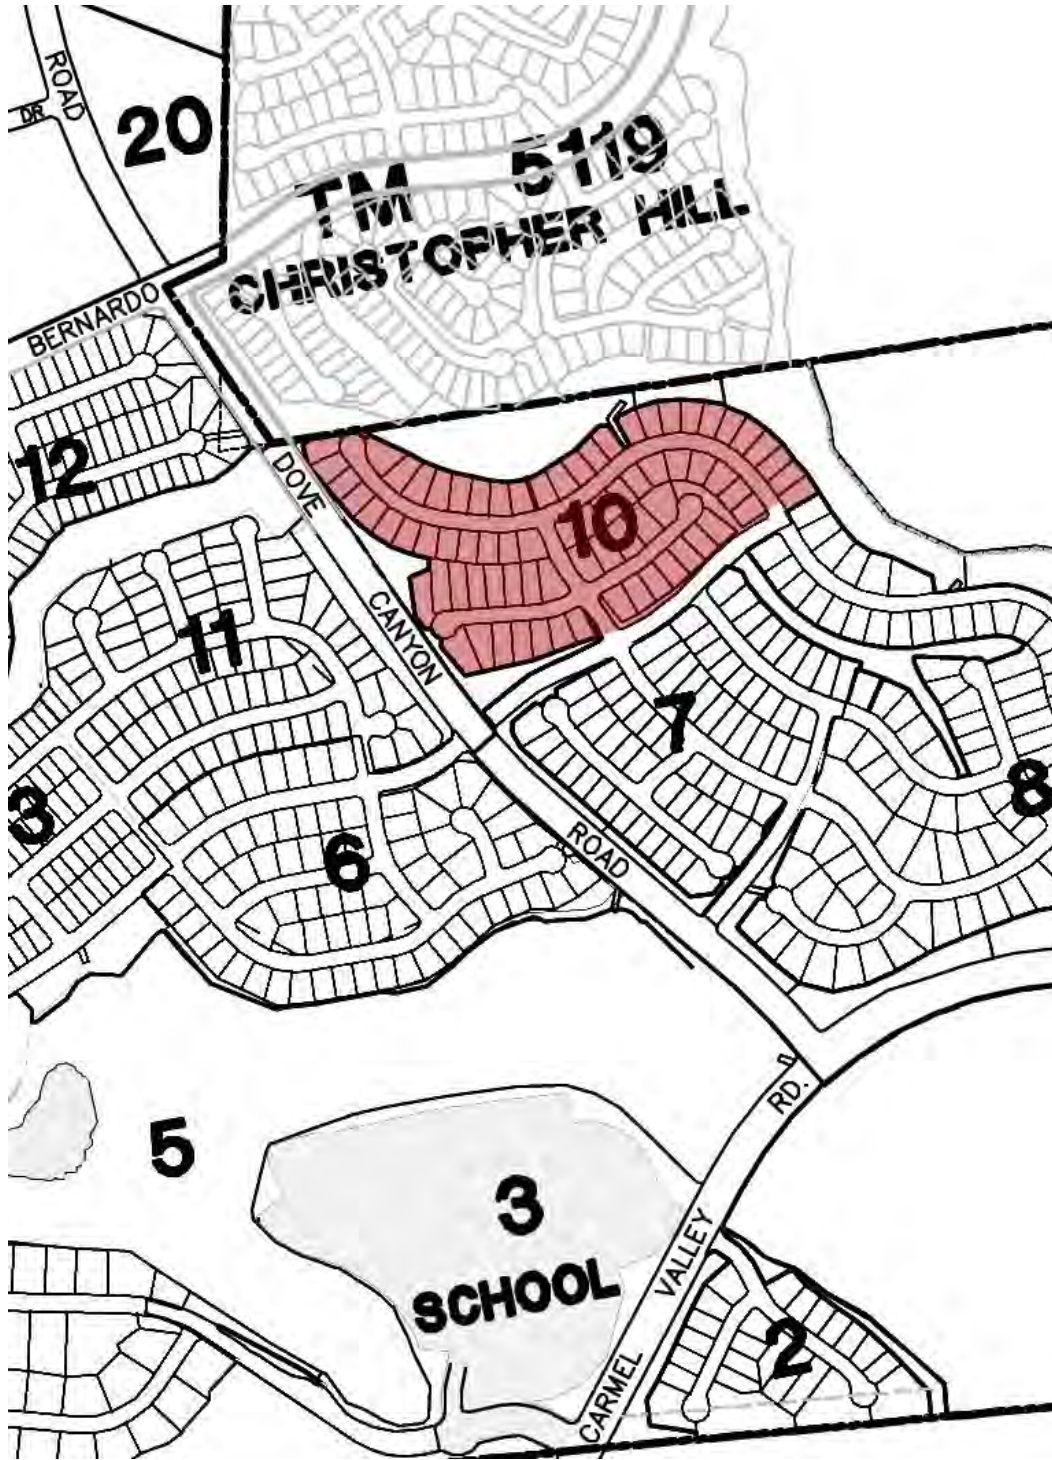 ROAD
DR
20
TM 5119
CHRISTOPHER HILL
BERNARDO
12
DOVE
10
CANYON
11
7
8
3
6
ROAD
RD.
5
3
SCHOOL
VALLEY
2
CARMEL